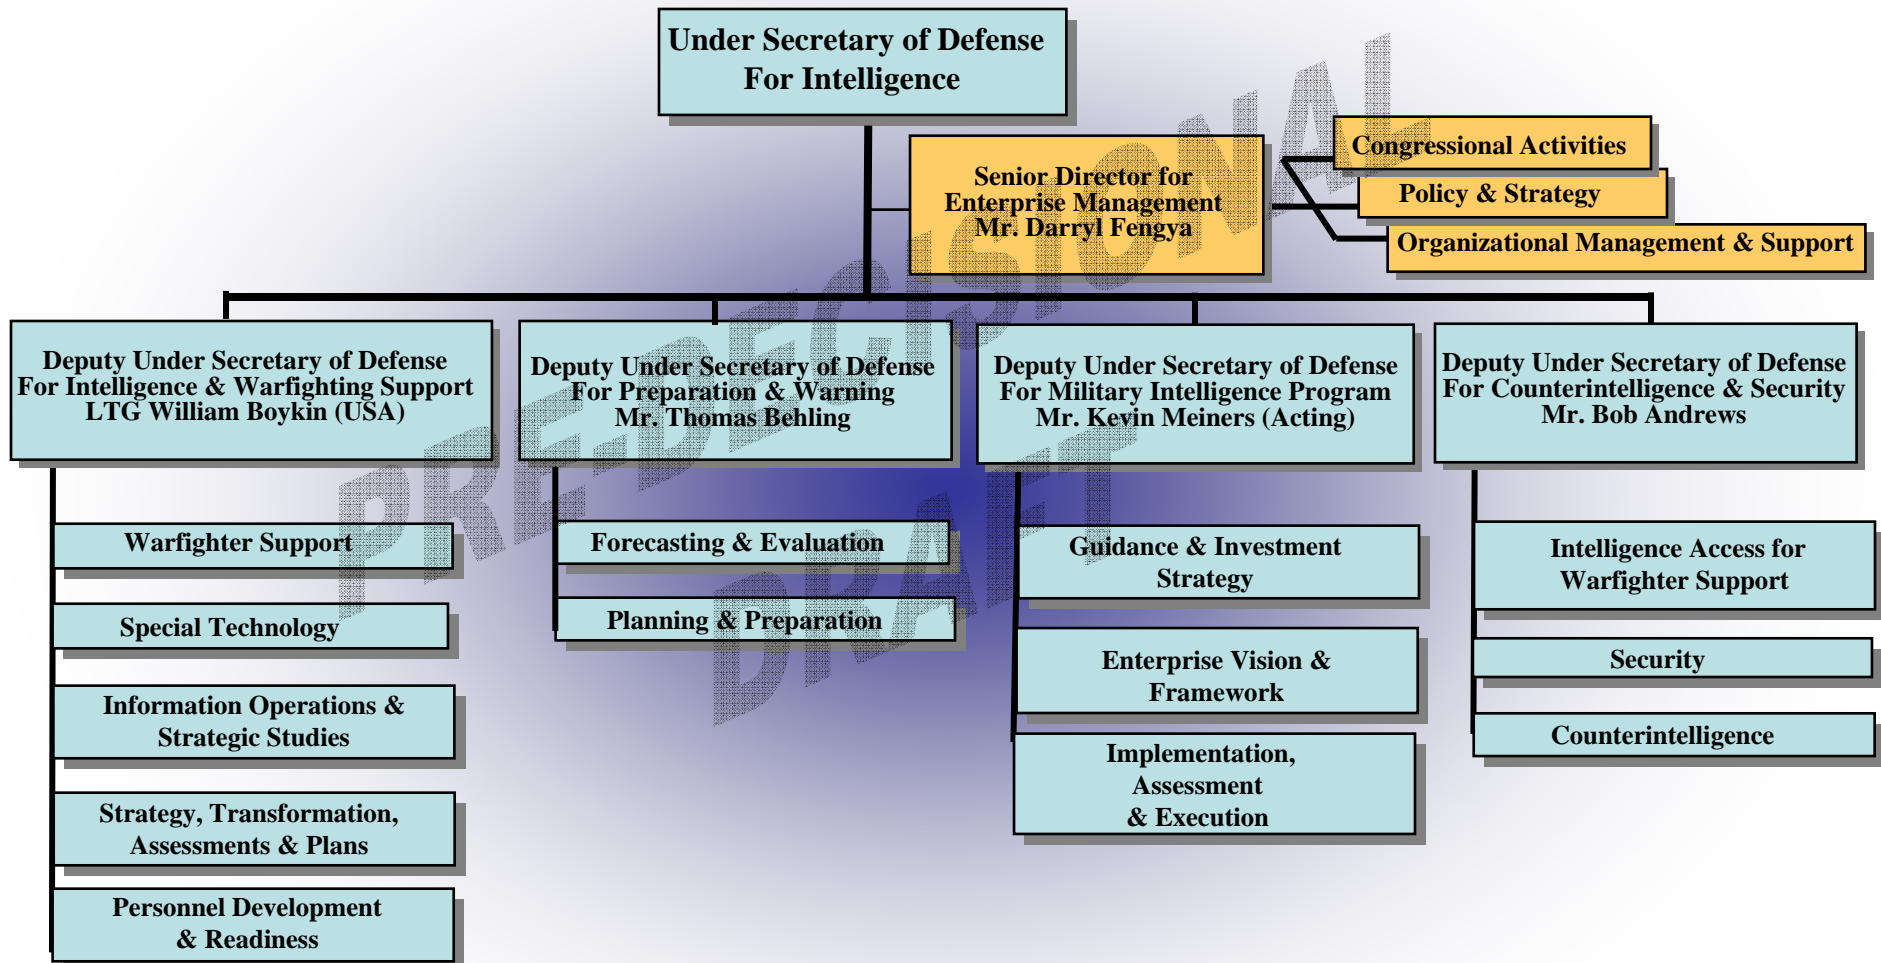 Under Secretary of Defense
For Intelligence
Senior Director for
Enterprise Management
Mr. Darryl Fengya
Congressional Activities
Policy & Strategy
Organizational Management & Support
Deputy Under Secretary of Defense
For Intelligence & Warfighting Support
LTG William Boykin (USA)
Warfighter Support
Special Technology
Information Operations &
Strategic Studies
Strategy, Transformation,
Assessments & Plans
Personnel Development
& Readiness
Deputy Under Secretary of Defense
For Preparation & Warning
Mr. Thomas Behling
Forecasting & Evaluation
Planning & Preparation
Deputy Under Secretary of Defense
For Military Intelligence Program
Mr. Kevin Meiners (Acting)
Guidance & Investment
Strategy
Enterprise Vision &
Framework
Implementation,
Assessment
& Execution
Deputy Under Secretary of Defense
For Counterintelligence & Security
Mr. Bob Andrews
Intelligence Access for
Warfighter Support
Security
Counterintelligence
PRE-DECISIONAL
DRAFT